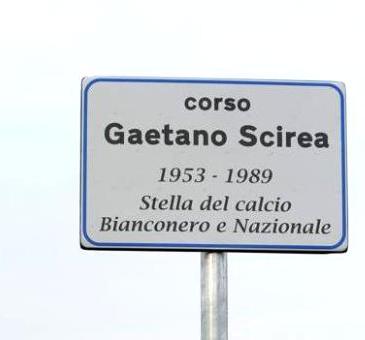 corso
Gaetano Scirea
1953 - 1989
Stella del calcio
Bianconero e Nazionale